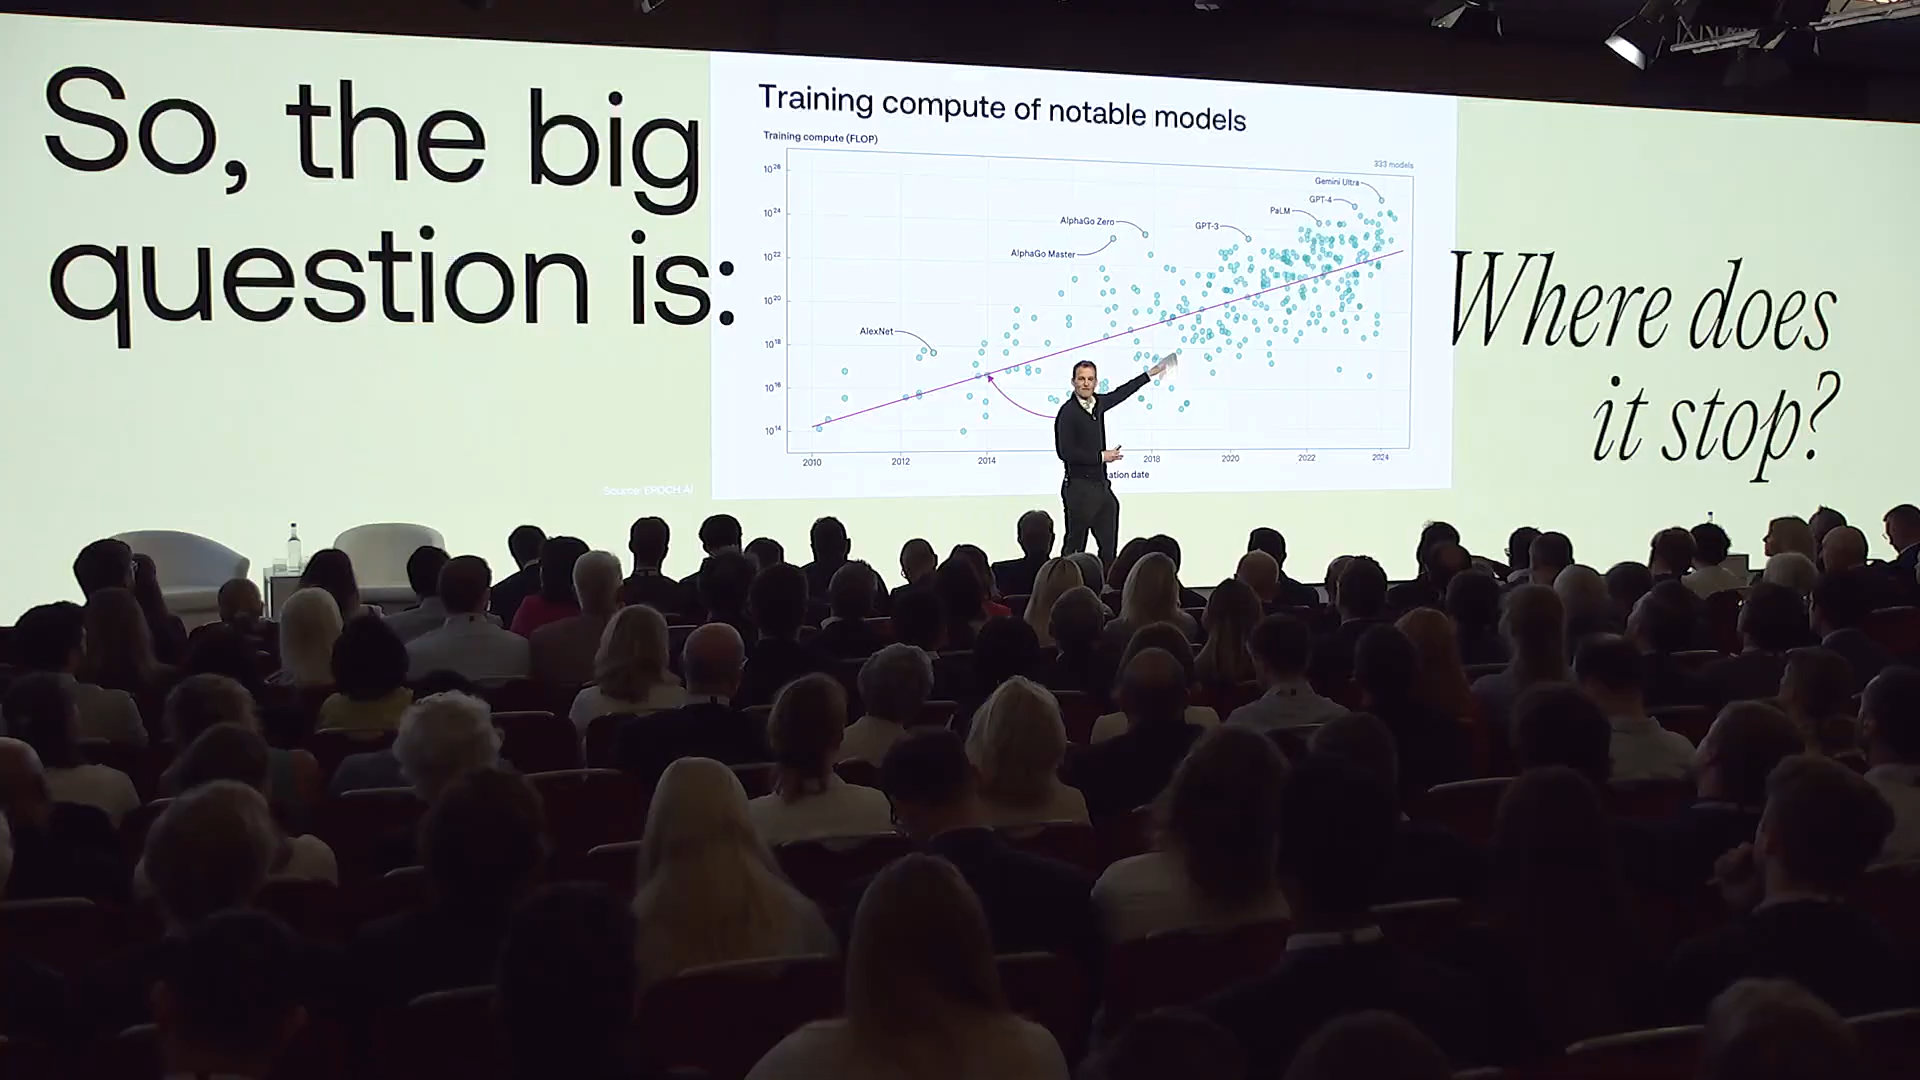 So, the big
question is:
Training compute of notable models
Training compute (FLOP)
333 models
10²⁶
10²⁴
10²²
10²⁰
10¹⁸
10¹⁶
10¹⁴
Gemini Ultra
GPT-4
PaLM
GPT-3
AlphaGo Zero
AlphaGo Master
AlexNet
2010
2012
2014
2018
2020
2022
2024
ation date
Source: EPOCH AI
Where does
it stop?